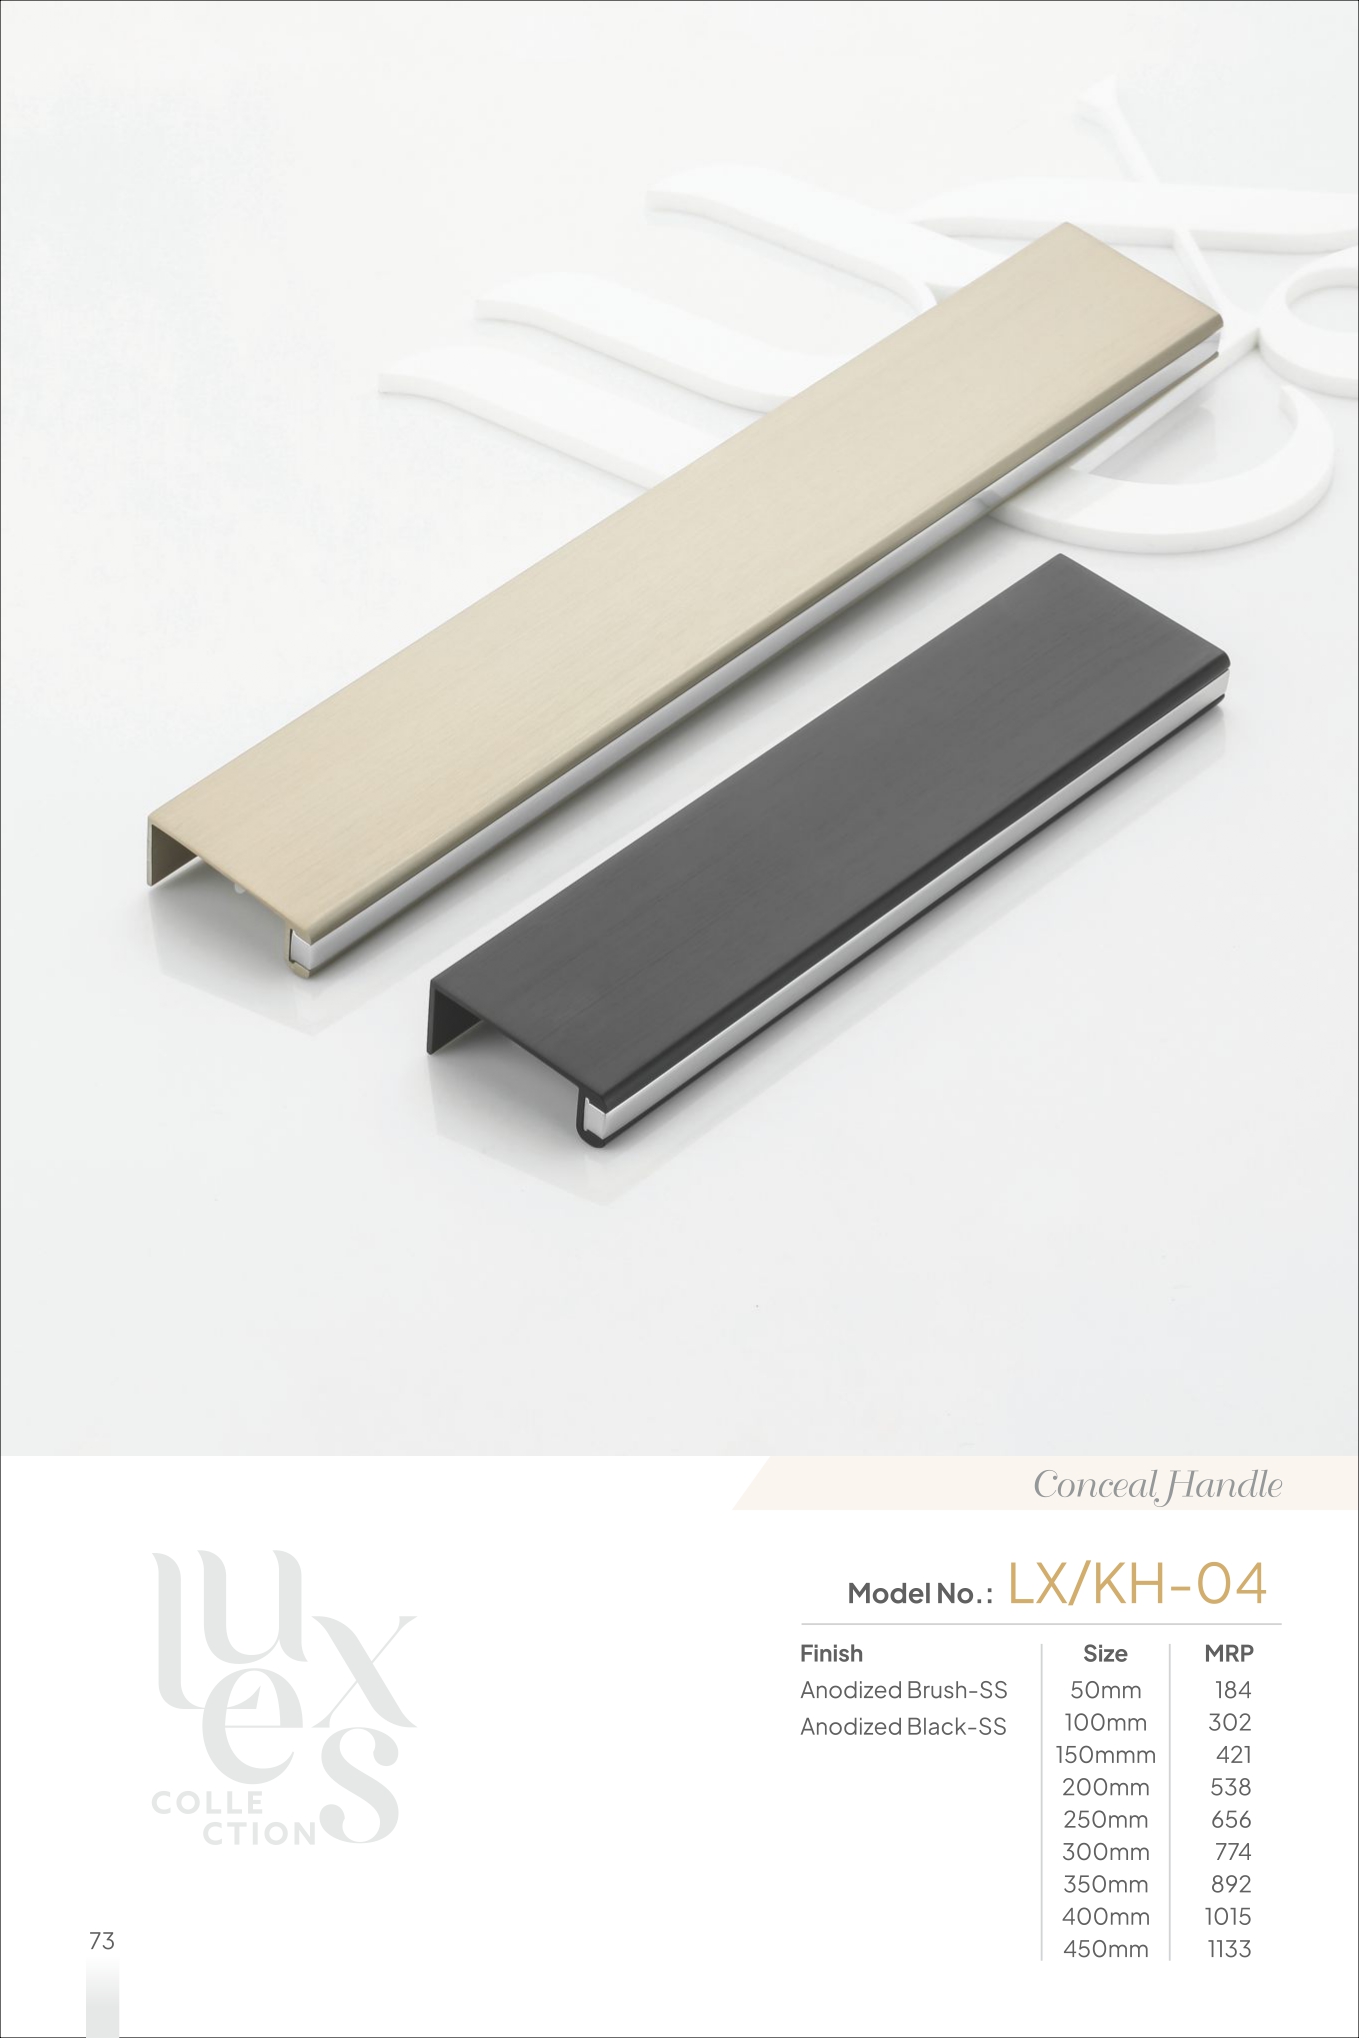 Conceal Handle
luxes
COLLE
CTION
Model No.: LX/KH-04
Finish Size MRP
Anodized Brush-SS 50mm 184
Anodized Black-SS 100mm 302
150mmm 421
200mm 538
250mm 656
300mm 774
350mm 892
400mm 1015
450mm 1133
73